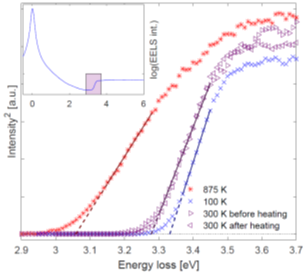 log(EELS int.)
0 2 4 6
Intensity² [a.u.]
875 K
100 K
300 K before heating
300 K after heating
2.9 3 3.1 3.2 3.3 3.4 3.5 3.6 3.7
Energy loss [eV]